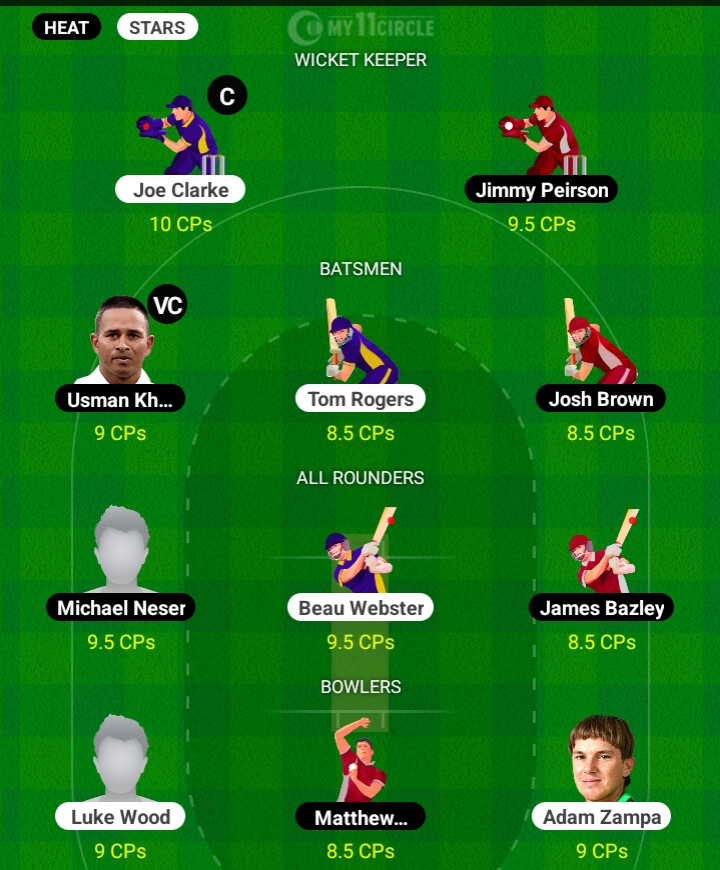 HEAT STARS MY11CIRCLE
WICKET KEEPER
C
Joe Clarke Jimmy Peirson
10 CPs 9.5 CPs
BATSMEN
VC
Usman Kh... Tom Rogers Josh Brown
9 CPs 8.5 CPs 8.5 CPs
ALL ROUNDERS
Michael Neser Beau Webster James Bazley
9.5 CPs 9.5 CPs 8.5 CPs
BOWLERS
Luke Wood Matthew... Adam Zampa
9 CPs 8.5 CPs 9 CPs